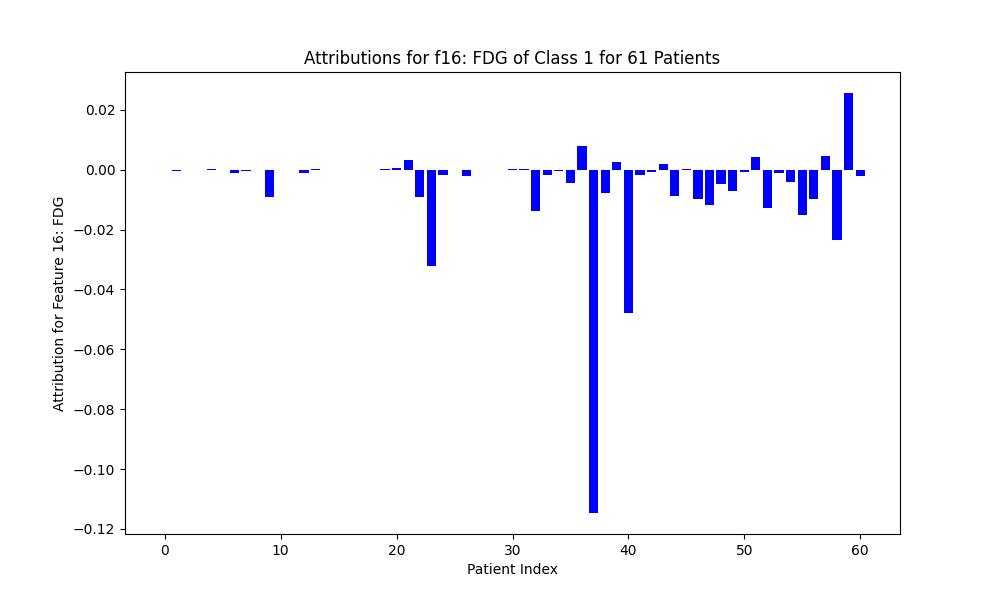 Attributions for f16: FDG of Class 1 for 61 Patients
Attribution for Feature 16: FDG
0.02
0.00
−0.02
−0.04
−0.06
−0.08
−0.10
−0.12
0 10 20 30 40 50 60
Patient Index